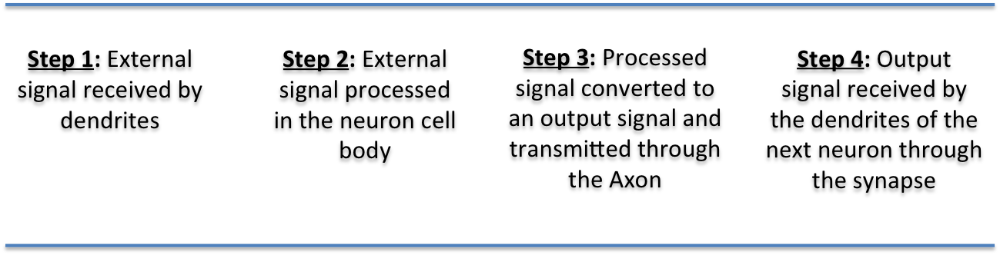 Step 1: External
signal received by
dendrites
Step 2: External
signal processed
in the neuron cell
body
Step 3: Processed
signal converted to
an output signal and
transmitted through
the Axon
Step 4: Output
signal received by
the dendrites of the
next neuron through
the synapse